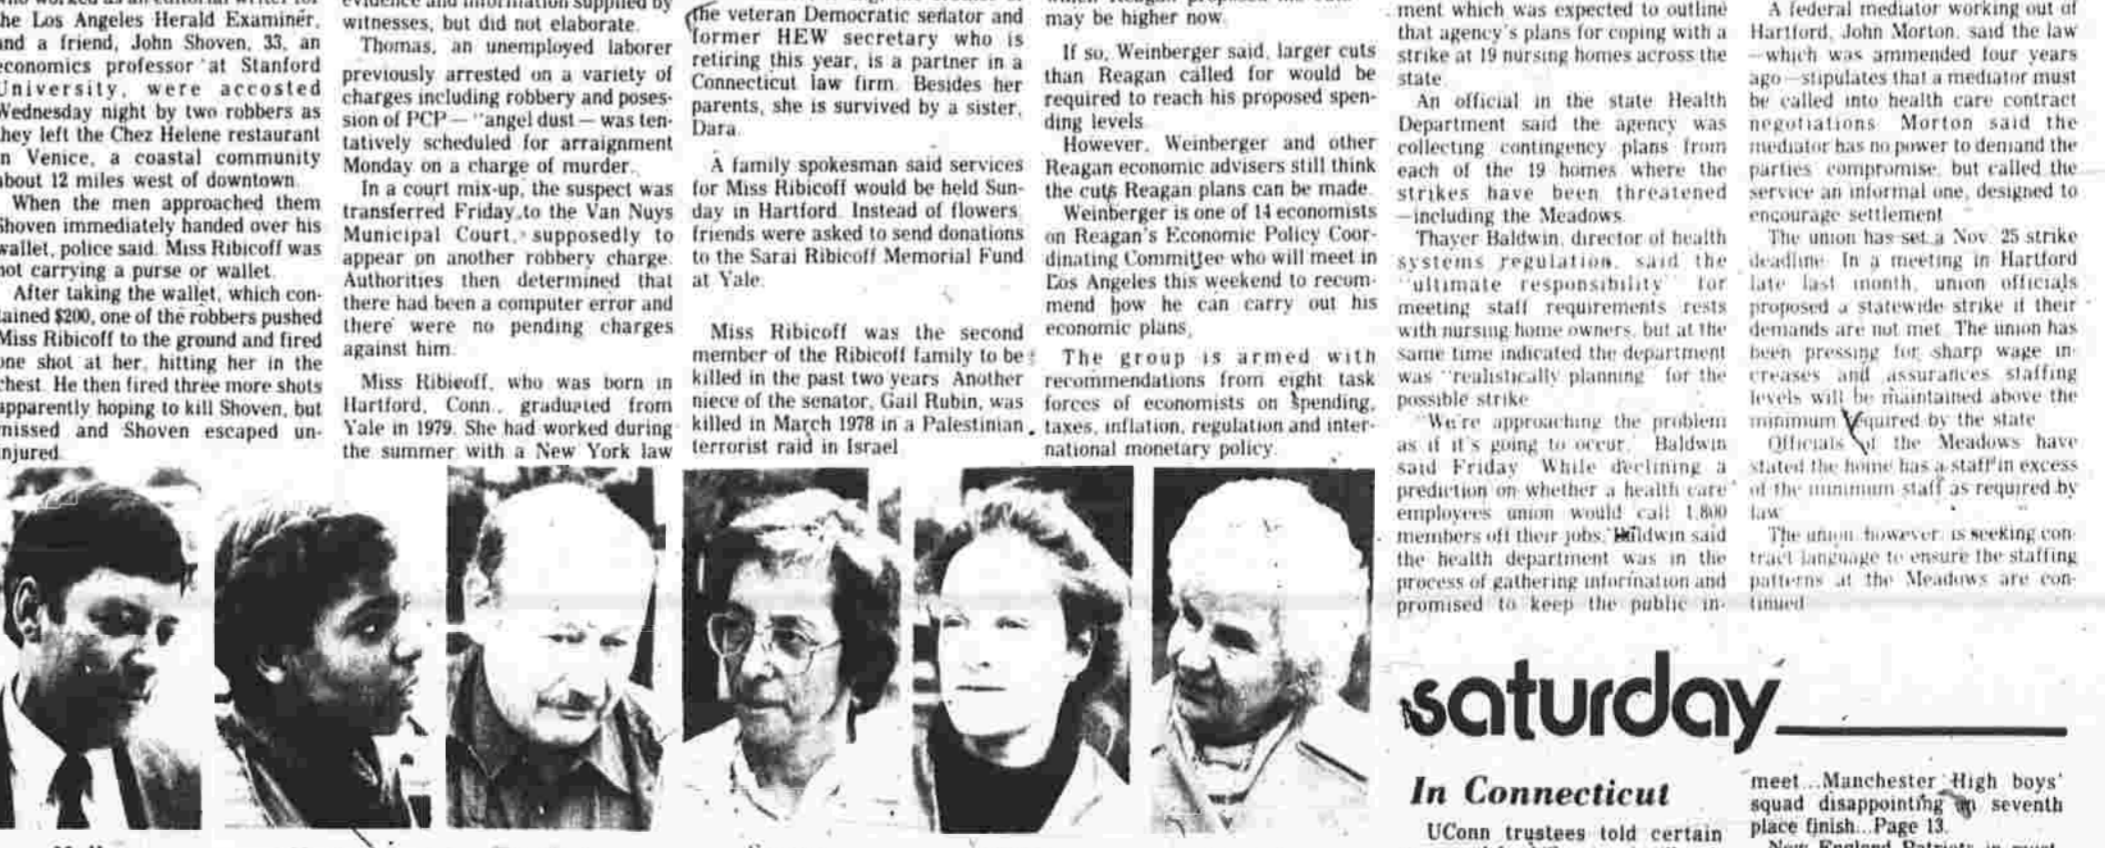 the Los Angeles Herald Examiner,
and a friend, John Shoven, 33, an
economics professor at Stanford
University, were accosted
Wednesday night by two robbers as
they left the Chez Helene restaurant
in Venice, a coastal community
about 12 miles west of downtown.
When the men approached them
Shoven immediately handed over his
wallet, police said. Miss Ribicoff was
not carrying a purse or wallet.
After taking the wallet, which con-
tained $200, one of the robbers pushed
Miss Ribicoff to the ground and fired
one shot at her, hitting her in the
chest. He then fired three more shots
apparently hoping to kill Shoven, but
missed and Shoven escaped un-
injured.
evidence and information supplied by
witnesses, but did not elaborate.
Thomas, an unemployed laborer
previously arrested on a variety of
charges including robbery and poses-
sion of PCP — "angel dust — was ten-
tatively scheduled for arraignment
Monday on a charge of murder.
In a court mix-up, the suspect was
transferred Friday to the Van Nuys
Municipal Court, supposedly to
appear on another robbery charge.
Authorities then determined that
there had been a computer error and
there were no pending charges
against him.
Miss Ribicoff, who was born in
Hartford, Conn., graduated from
Yale in 1979. She had worked during
the summer with a New York law
the veteran Democratic senator and
former HEW secretary who is
retiring this year, is a partner in a
Connecticut law firm. Besides her
parents, she is survived by a sister,
Dara.
A family spokesman said services
for Miss Ribicoff would be held Sun-
day in Hartford. Instead of flowers,
friends were asked to send donations
to the Sarai Ribicoff Memorial Fund
at Yale.
Miss Ribicoff was the second
member of the Ribicoff family to be
killed in the past two years. Another
niece of the senator, Gail Rubin, was
killed in March 1978 in a Palestinian
terrorist raid in Israel.
may be higher now.
If so, Weinberger said, larger cuts
than Reagan called for would be
required to reach his proposed spen-
ding levels.
However, Weinberger and other
Reagan economic advisers still think
the cuts Reagan plans can be made.
Weinberger is one of 14 economists
on Reagan's Economic Policy Coor-
dinating Committee who will meet in
Los Angeles this weekend to recom-
mend how he can carry out his
economic plans.
The group is armed with
recommendations from eight task
forces of economists on spending,
taxes, inflation, regulation and inter-
national monetary policy.
ment which was expected to outline
that agency's plans for coping with a
strike at 19 nursing homes across the
state.
An official in the state Health
Department said the agency was
collecting contingency plans from
each of the 19 homes where the
strikes have been threatened
—including the Meadows.
Thayer Baldwin, director of health
systems regulation, said the
"ultimate responsibility" for
meeting staff requirements rests
with nursing home owners, but at the
same time indicated the department
was "realistically planning" for the
possible strike.
"We're approaching the problem
as if it's going to occur," Baldwin
said Friday. While declining a
prediction on whether a health care
employees union would call 1,800
members off their jobs, Baldwin said
the health department was in the
process of gathering information and
promised to keep the public in-
A federal mediator working out of
Hartford, John Morton, said the law
—which was ammended four years
ago—stipulates that a mediator must
be called into health care contract
negotiations. Morton said the
mediator has no power to demand the
parties compromise, but called the
service an informal one, designed to
encourage settlement.
The union has set a Nov. 25 strike
deadline. In a meeting in Hartford
late last month, union officials
proposed a statewide strike if their
demands are not met. The union has
been pressing for sharp wage in-
creases and assurances staffing
levels will be maintained above the
minimum required by the state.
Officials of the Meadows have
stated the home has a staff in excess
of the minimum staff as required by
law.
The union, however, is seeking con-
tract language to ensure the staffing
patterns at the Meadows are con-
tinued.
saturday
In Connecticut
UConn trustees told certain
meet...Manchester High boys'
squad disappointing in seventh
place finish...Page 13.
New England Patriots in must